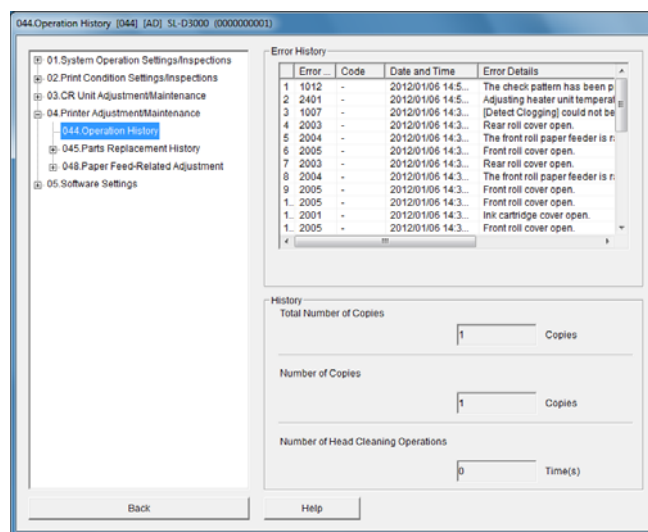 044.Operation History [044] [AD] SL-D3000 (0000000001)
01.System Operation Settings/Inspections
02.Print Condition Settings/Inspections
03.CR Unit Adjustment/Maintenance
04.Printer Adjustment/Maintenance
044.Operation History
045.Parts Replacement History
048.Paper Feed-Related Adjustment
05.Software Settings
Error History
Error ... Code Date and Time Error Details
1 1012 - 2012/01/06 14:5... The check pattern has been p
2 2401 - 2012/01/06 14:5... Adjusting heater unit temperat
3 1007 - 2012/01/06 14:3... [Detect Clogging] could not be
4 2003 - 2012/01/06 14:3... Rear roll cover open.
5 2004 - 2012/01/06 14:3... The front roll paper feeder is r
6 2005 - 2012/01/06 14:3... Front roll cover open.
7 2003 - 2012/01/06 14:3... Rear roll cover open.
8 2004 - 2012/01/06 14:3... The front roll paper feeder is r
9 2005 - 2012/01/06 14:3... Front roll cover open.
1.. 2005 - 2012/01/06 14:3... Front roll cover open.
1.. 2001 - 2012/01/06 14:3... Ink cartridge cover open.
1.. 2005 - 2012/01/06 14:3... Front roll cover open.
History
Total Number of Copies
1 Copies
Number of Copies
1 Copies
Number of Head Cleaning Operations
0 Time(s)
Back Help